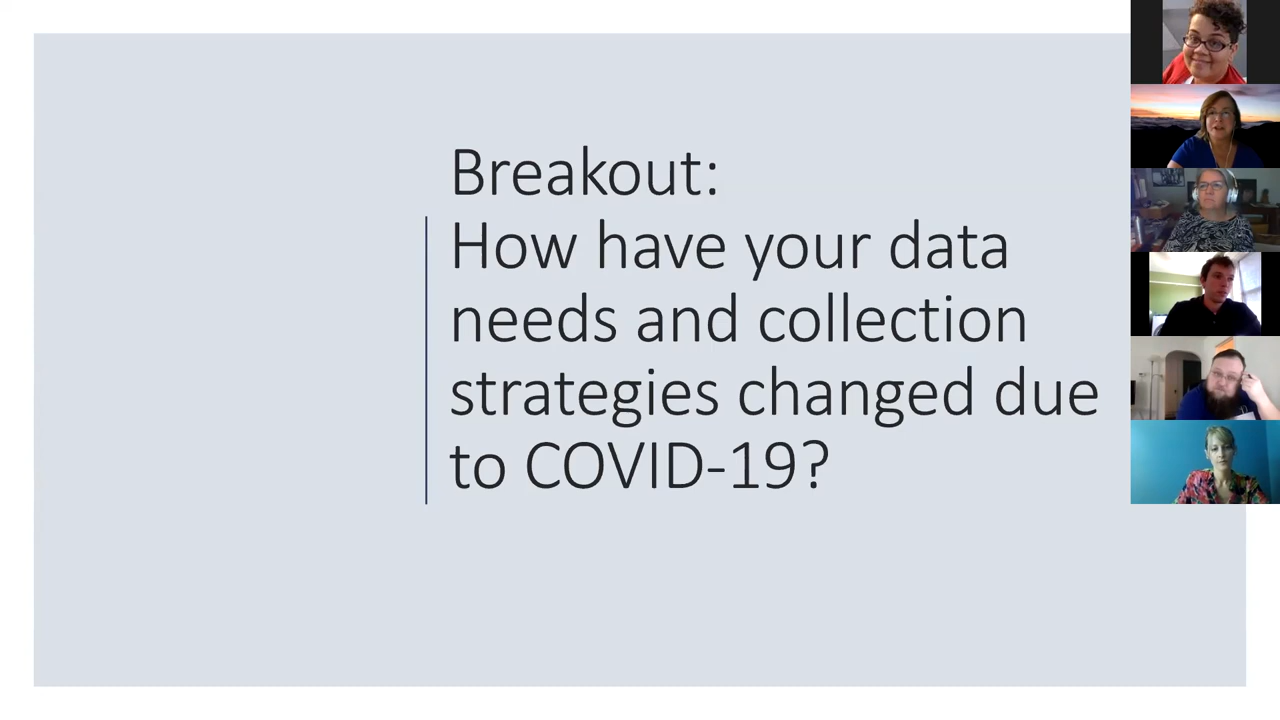 Breakout:
How have your data
needs and collection
strategies changed due
to COVID-19?